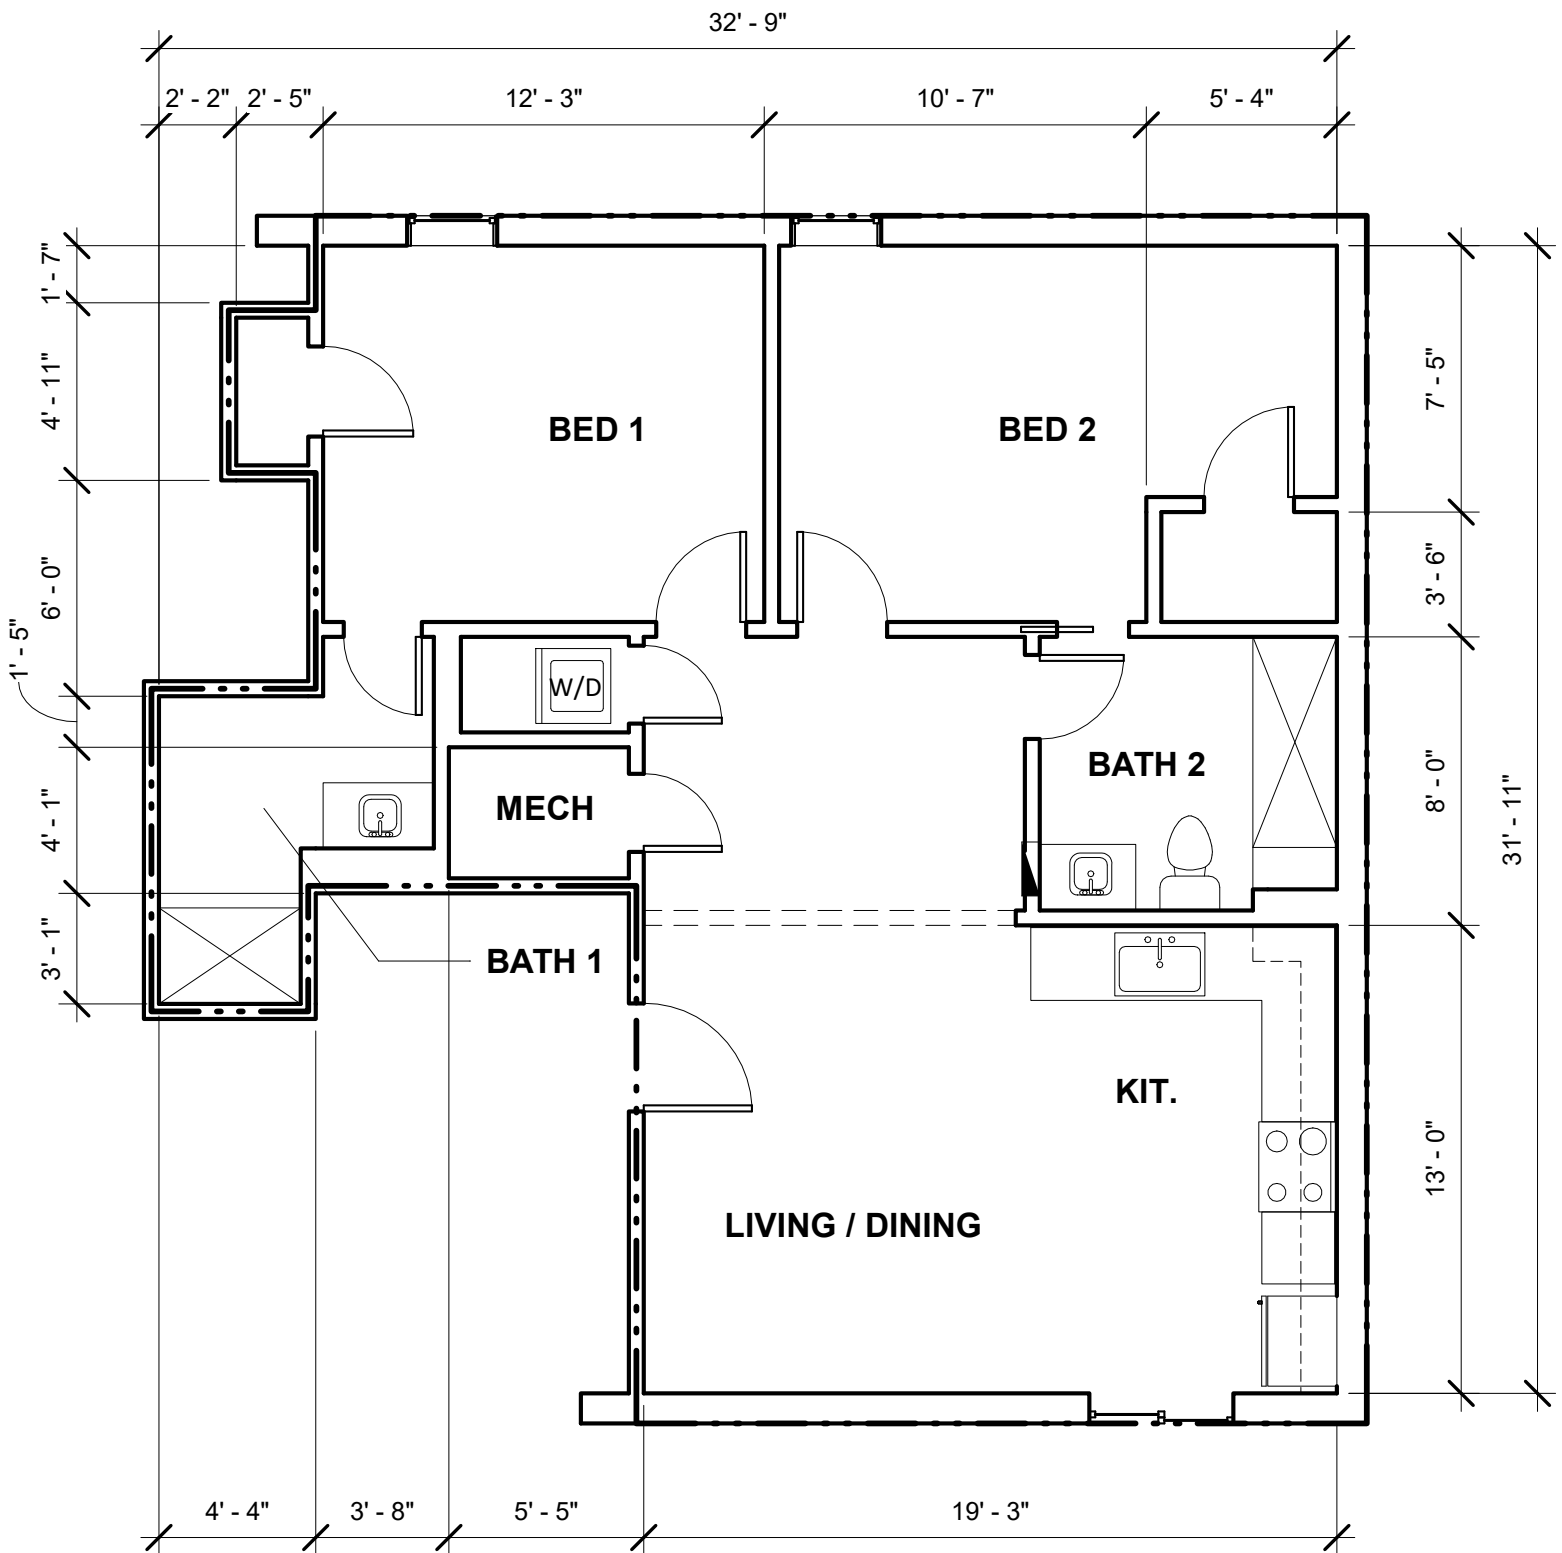 32' - 9"
2' - 2" 2' - 5" 12' - 3" 10' - 7" 5' - 4"
1' - 7"
4' - 11"
7' - 5"
BED 1 BED 2
6' - 0"
3' - 6"
1' - 5"
W/D
BATH 2
8' - 0"
31' - 11"
MECH
4' - 1"
3' - 1"
BATH 1
KIT.
13' - 0"
LIVING / DINING
4' - 4" 3' - 8" 5' - 5" 19' - 3"